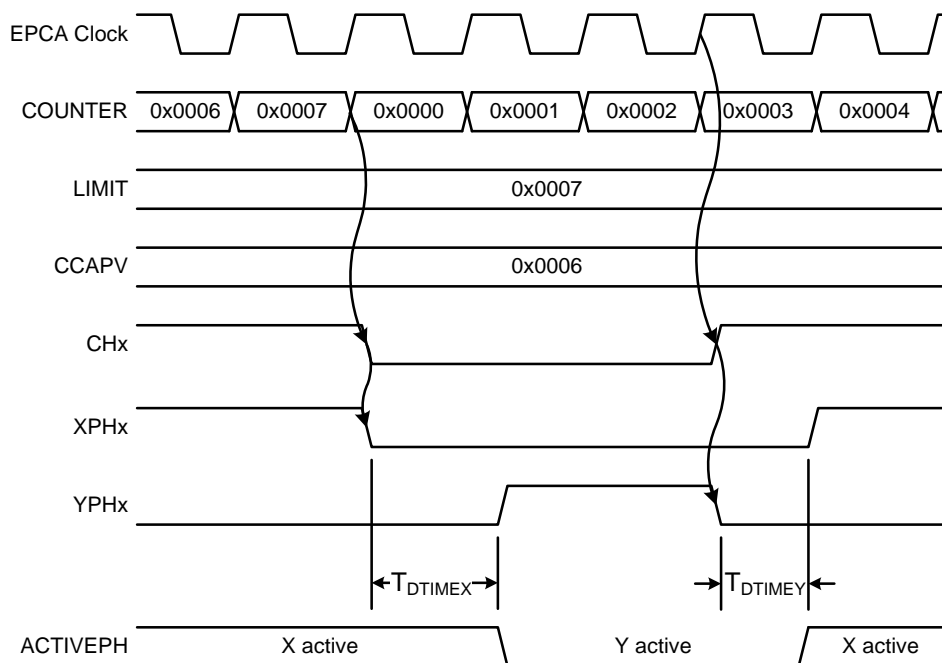 EPCA Clock
COUNTER 0x0006 0x0007 0x0000 0x0001 0x0002 0x0003 0x0004
LIMIT 0x0007
CCAPV 0x0006
CHx
XPHx
YPHx
TDTIMEX TDTIMEY
ACTIVEPH X active Y active X active